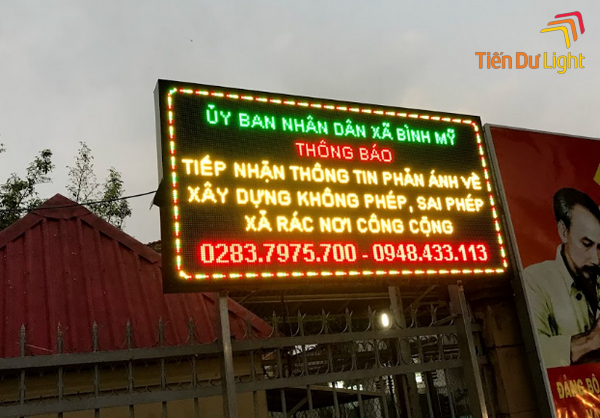 Tiến Dư Light
ỦY BAN NHÂN DÂN XÃ BÌNH MỸ
THÔNG BÁO
TIẾP NHẬN THÔNG TIN PHẢN ÁNH VỀ
XÂY DỰNG KHÔNG PHÉP, SAI PHÉP
XẢ RÁC NƠI CÔNG CỘNG
0283.7975.700 - 0948.433.113
ĐẢNG BỘ